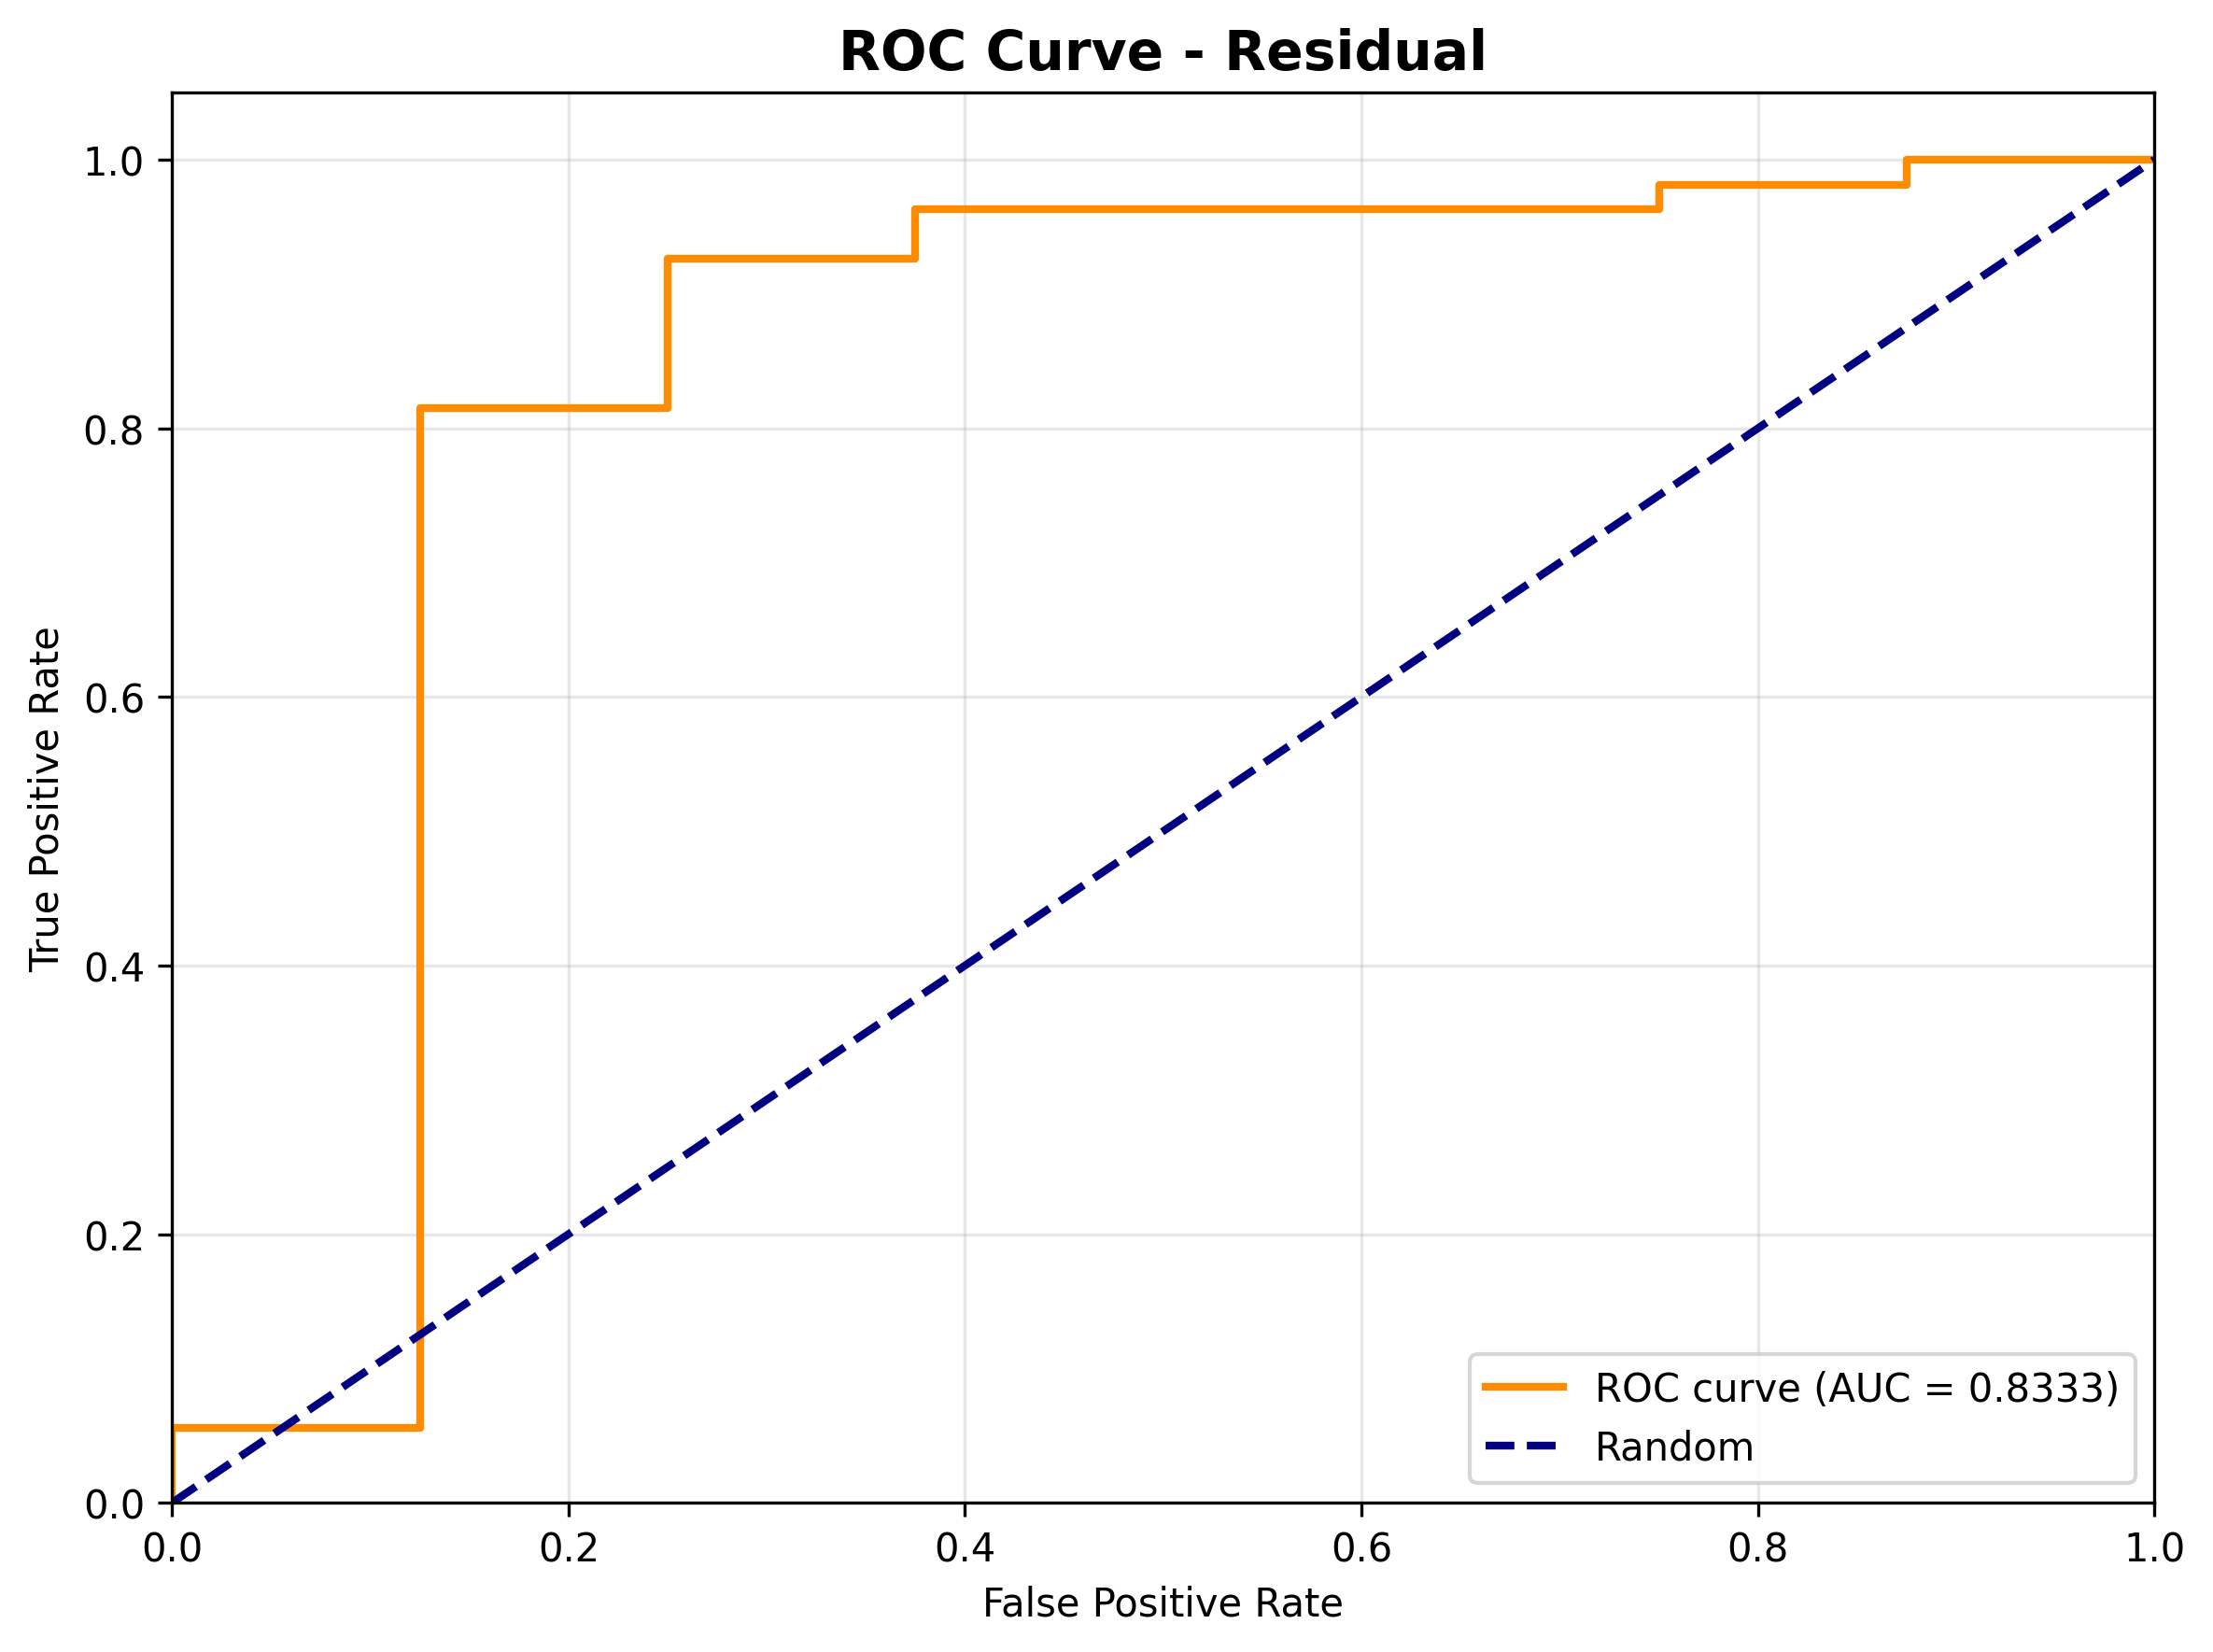 ROC Curve - Residual
True Positive Rate
1.0
0.8
0.6
0.4
0.2
0.0
0.0 0.2 0.4 0.6 0.8 1.0
False Positive Rate
ROC curve (AUC = 0.8333)
Random